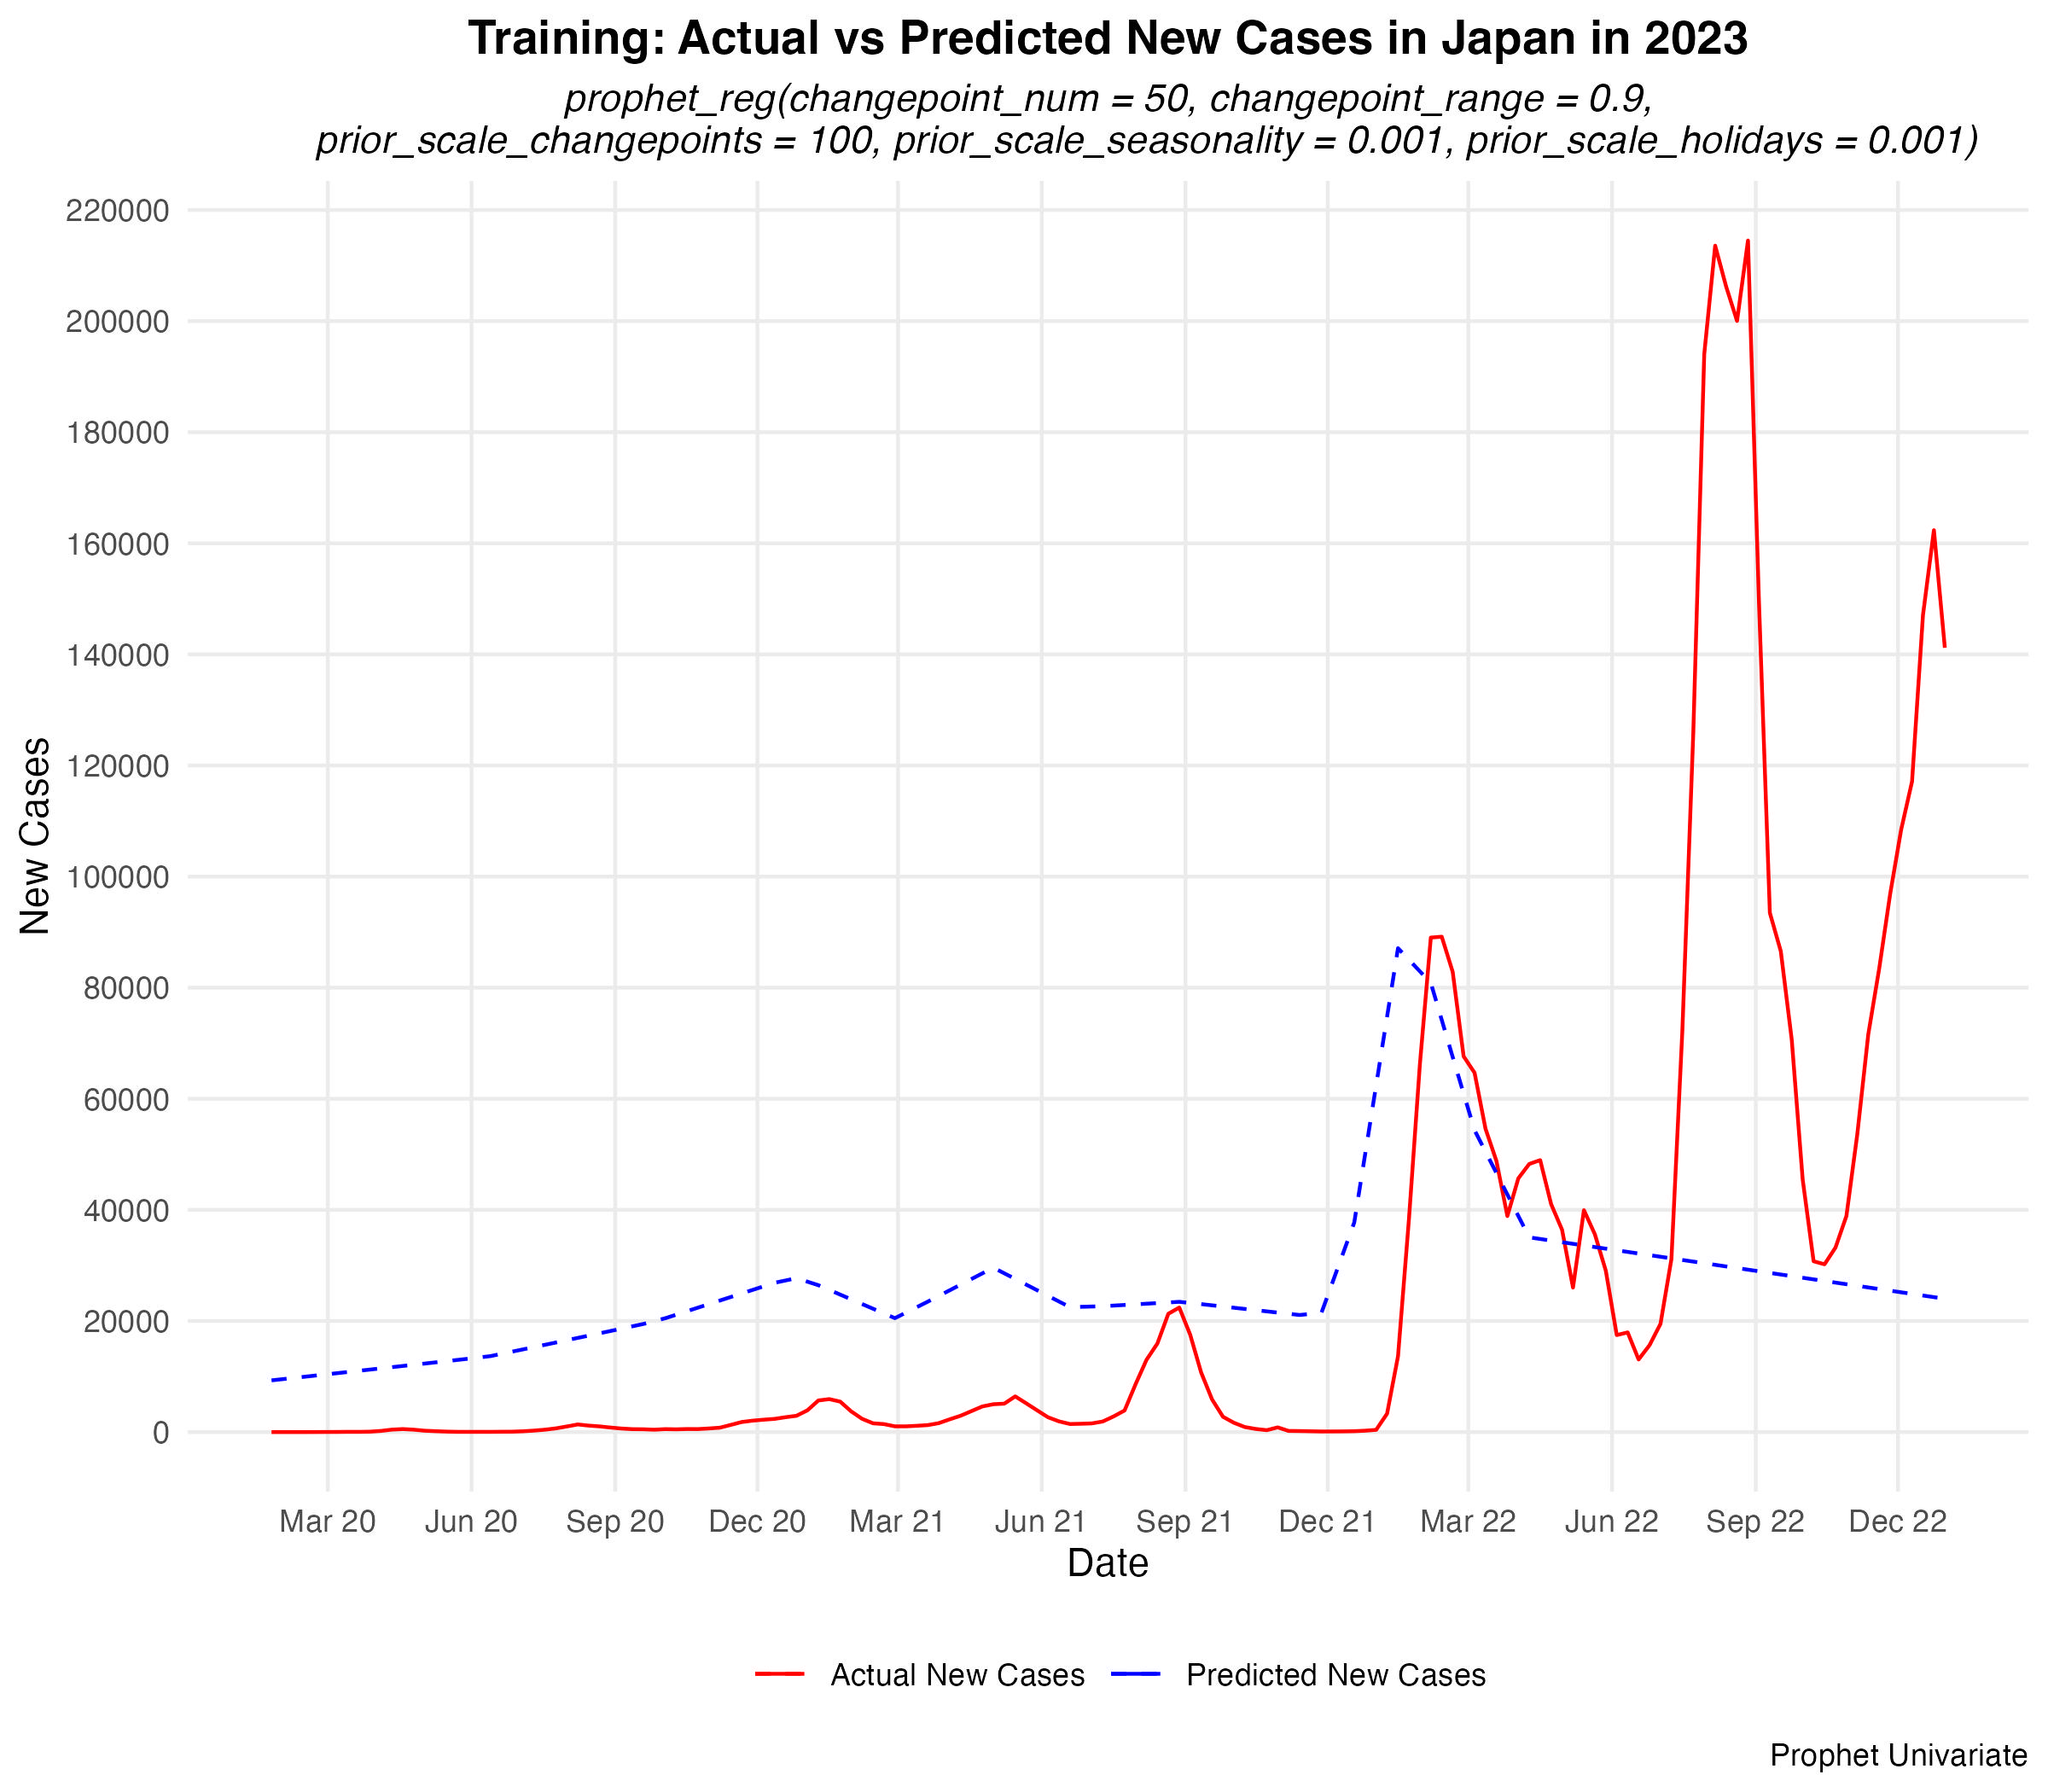 Training: Actual vs Predicted New Cases in Japan in 2023
prophet_reg(changepoint_num = 50, changepoint_range = 0.9,
prior_scale_changepoints = 100, prior_scale_seasonality = 0.001, prior_scale_holidays = 0.001)
220000
200000
180000
160000
140000
120000
100000
80000
60000
40000
20000
0
New Cases
Mar 20 Jun 20 Sep 20 Dec 20 Mar 21 Jun 21 Sep 21 Dec 21 Mar 22 Jun 22 Sep 22 Dec 22
Date
Actual New Cases Predicted New Cases
Prophet Univariate